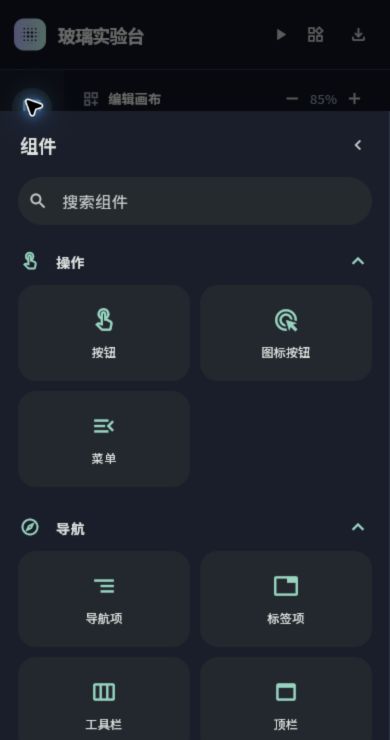 玻璃实验台
编辑画布
85%
组件
搜索组件
操作
按钮
图标按钮
菜单
导航
导航项
标签项
工具栏
顶栏